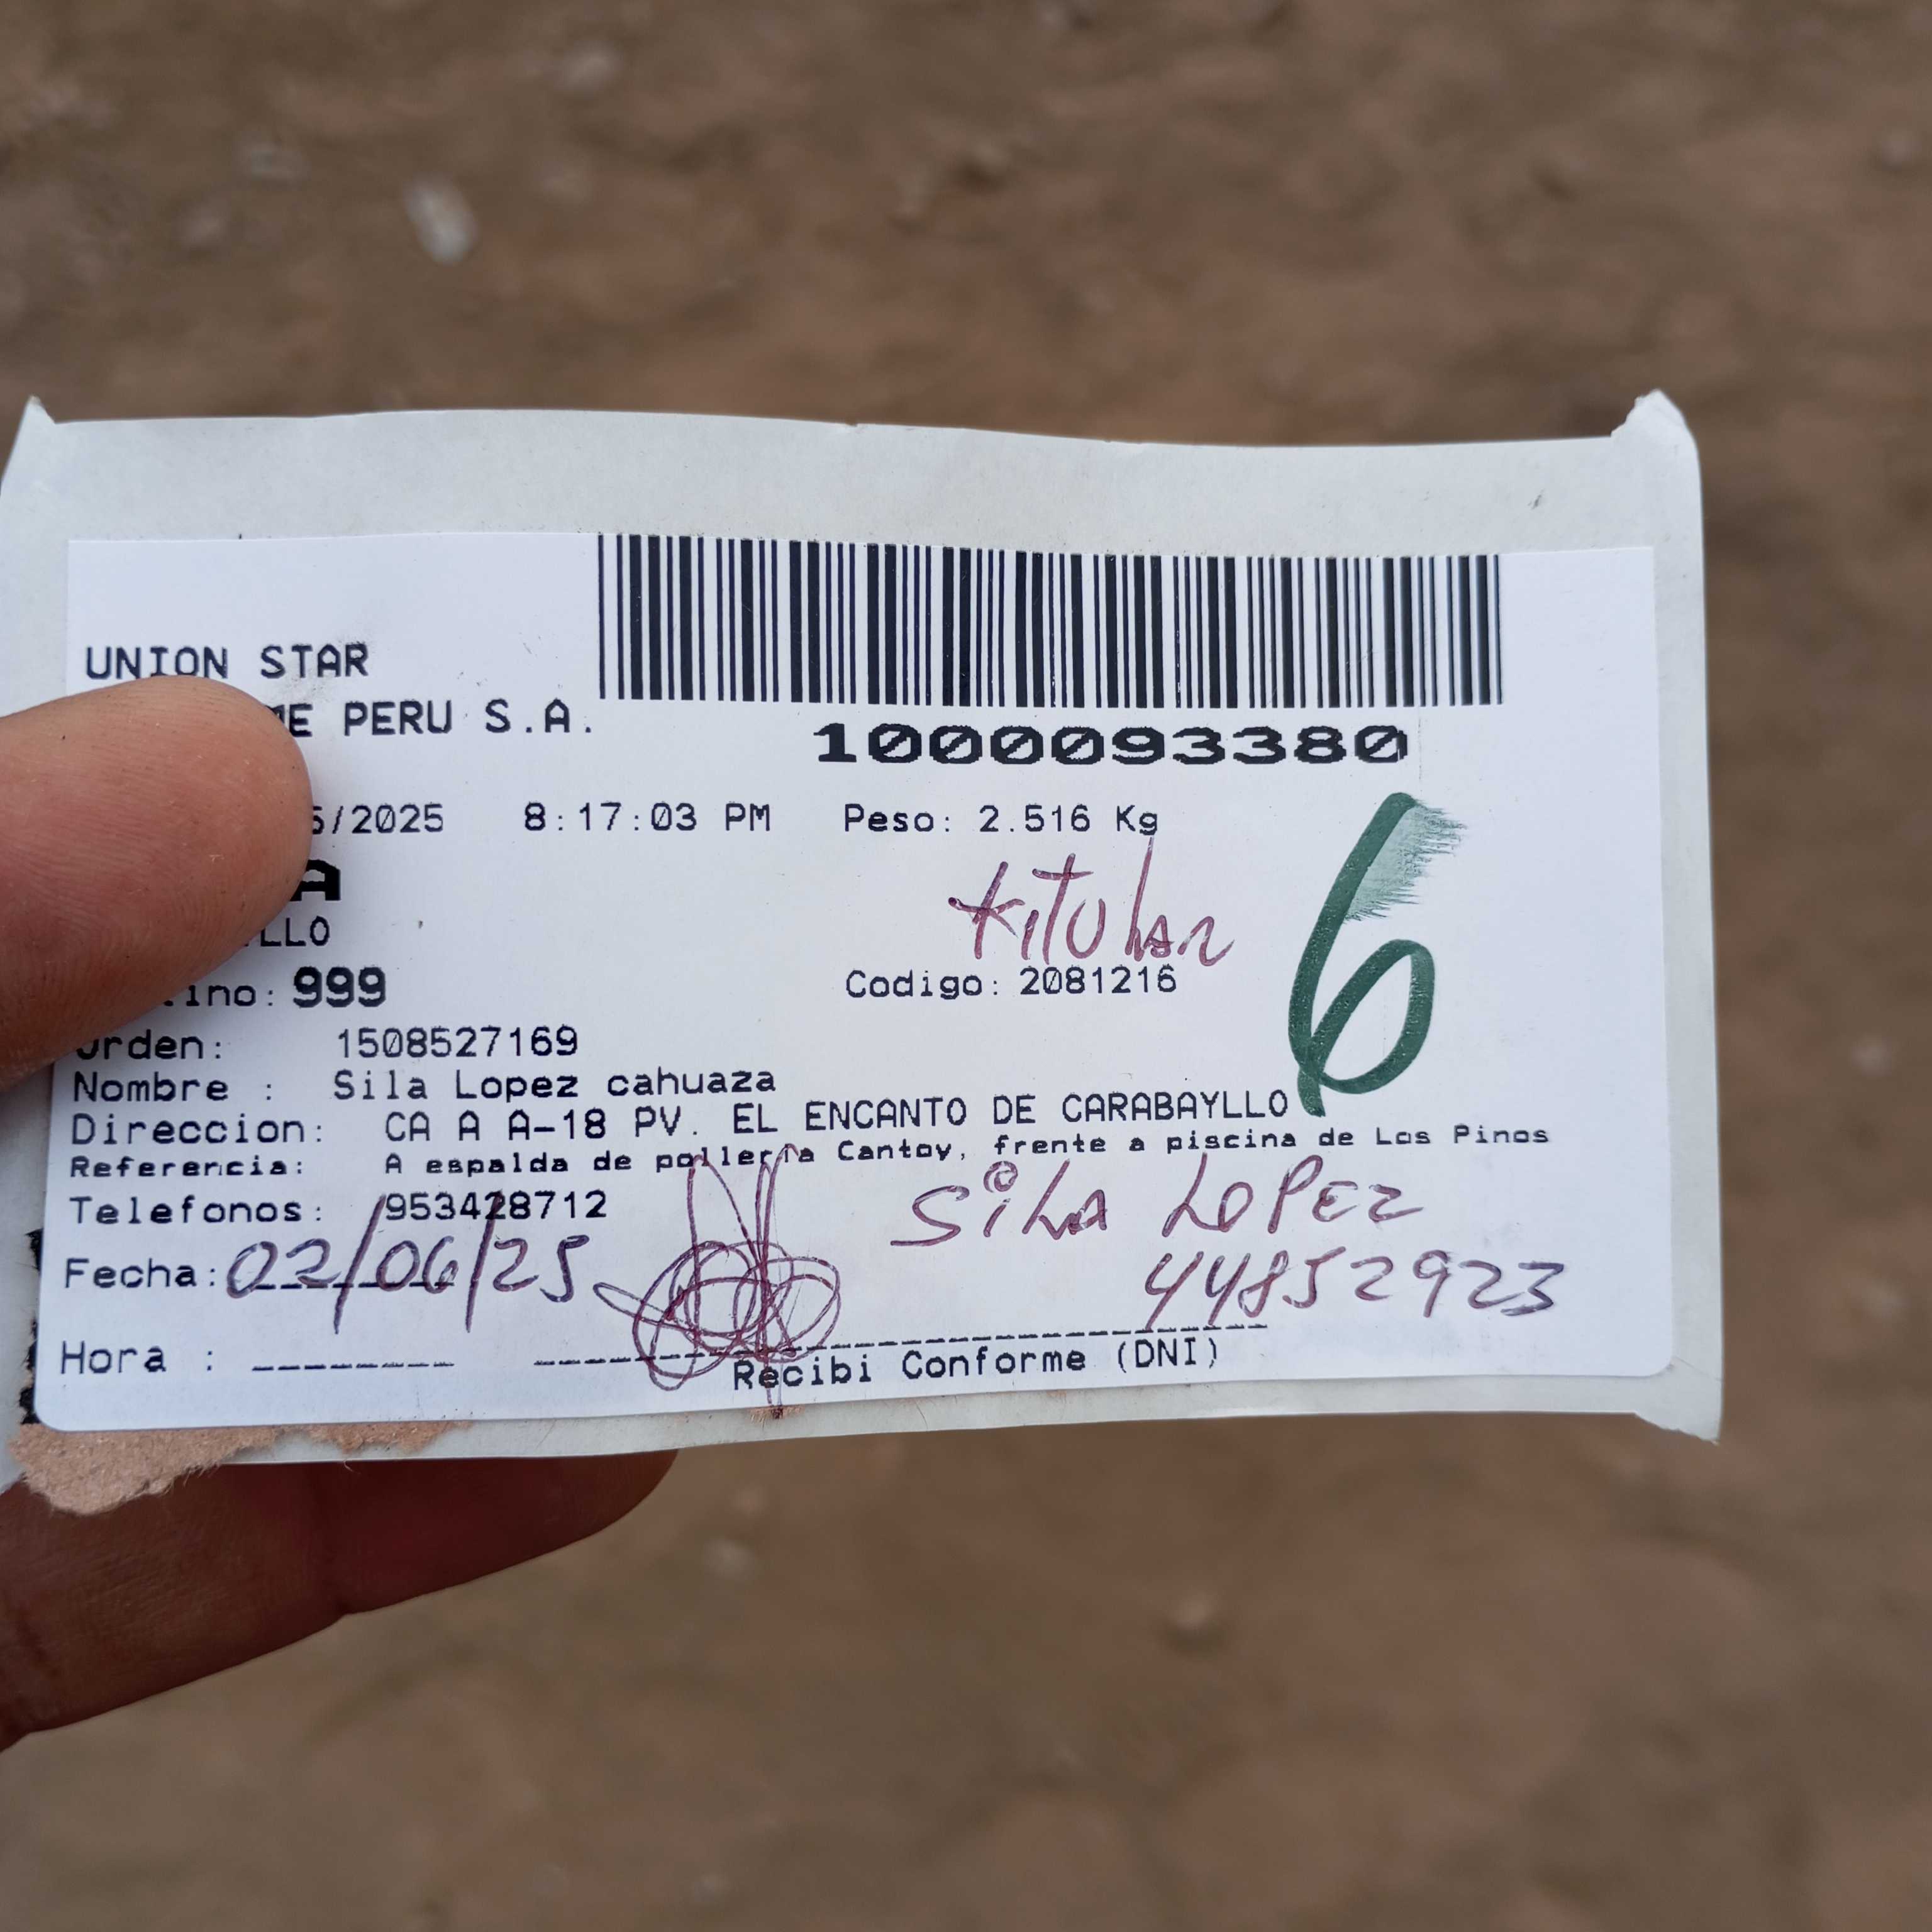 UNION STAR
ME PERU S.A.
1000093380
5/2025 8:17:03 PM Peso: 2.516 Kg
A
titular
6
LLO
ino: 999
Codigo: 2081216
Orden: 1508527169
Nombre : Sila Lopez cahuaza
Direccion: CA A A-18 PV. EL ENCANTO DE CARABAYLLO
Referencia: A espalda de polleria Cantoy, frente a piscina de Los Pinos
Telefonos: 953428712
SILA LOPEZ
Fecha: 02/06/25
44852923
Hora :
Recibi Conforme (DNI)